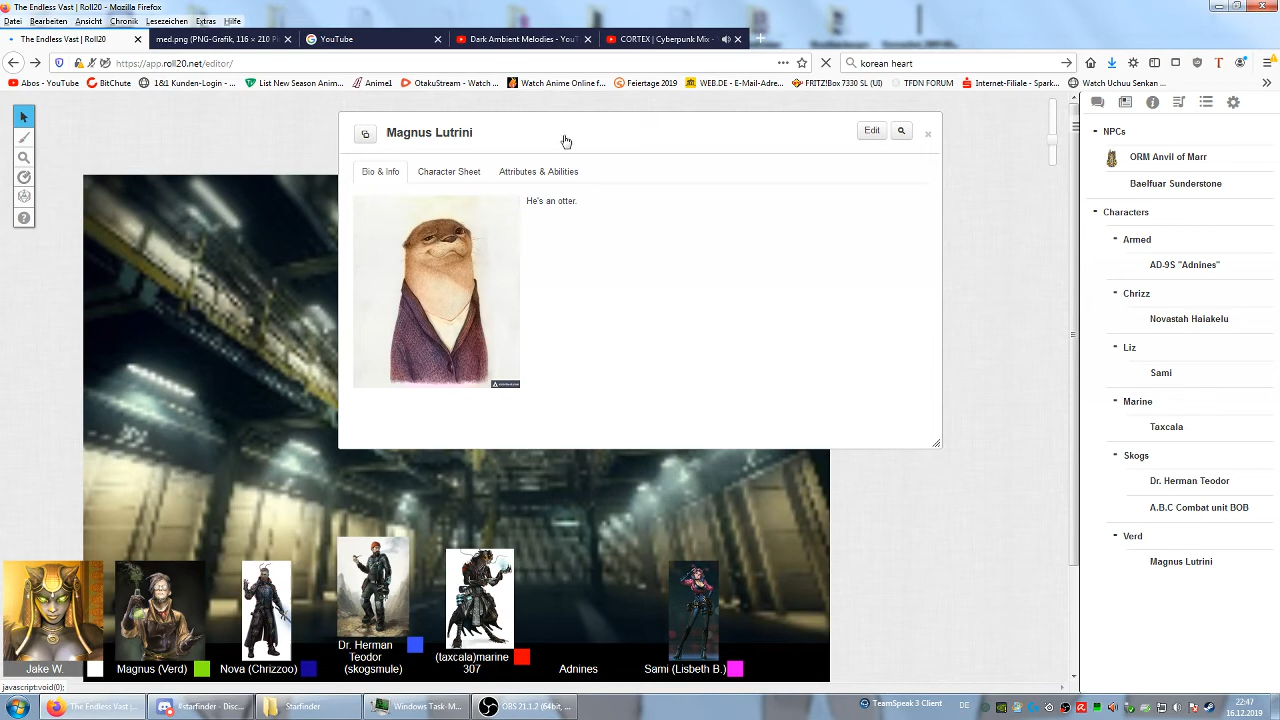 The Endless Vast | Roll20 - Mozilla Firefox
Datei Bearbeiten Ansicht Chronik Lesezeichen Extras Hilfe
The Endless Vast | Roll20
med.png (PNG-Grafik, 116 × 210 Pi
YouTube
Dark Ambient Melodies - YouT
CORTEX | Cyberpunk Mix -
https://app.roll20.net/editor/
korean heart
Abos - YouTube
BitChute
1&1 Kunden-Login - ...
List New Season Anim...
Anime1
OtakuStream - Watch ...
Watch Anime Online f...
Feiertage 2019
WEB.DE - E-Mail-Adre...
FRITZ!Box 7330 SL (UI)
TFDN FORUM
Internet-Filiale - Spark...
Watch Uchuu Senkan ...
Magnus Lutrini
Edit
Bio & Info
Character Sheet
Attributes & Abilities
He's an otter.
NPCs
ORM Anvil of Marr
Baelfuar Sunderstone
Characters
Armed
AD-9S "Adnines"
Chrizz
Novastah Haiakelu
Liz
Sami
Marine
Taxcala
Skogs
Dr. Herman Teodor
A.B.C Combat unit BOB
Verd
Magnus Lutrini
Jake W.
Magnus (Verd)
Nova (Chrizzoo)
Dr. Herman
Teodor
(skogsmule)
(taxcala)marine
307
Adnines
Sami (Lisbeth B.)
javascript:void(0);
The Endless Vast |...
#starfinder - Disc...
Starfinder
Windows Task-M...
OBS 21.1.2 (64bit, ...
TeamSpeak 3 Client
DE
22:47
16.12.2019